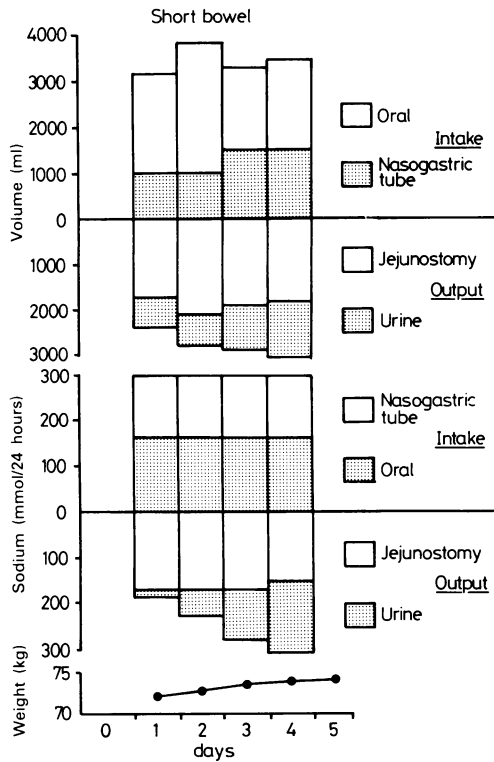 Short bowel
4000
3000
2000
1000
0
1000
2000
3000
Volume (ml)
Oral
Intake
Nasogastric
tube
Jejunostomy
Output
Urine
300
200
100
0
100
200
300
Sodium (mmol/24 hours)
Nasogastric
tube
Intake
Oral
Jejunostomy
Output
Urine
Weight (kg)
75
70
0 1 2 3 4 5
days